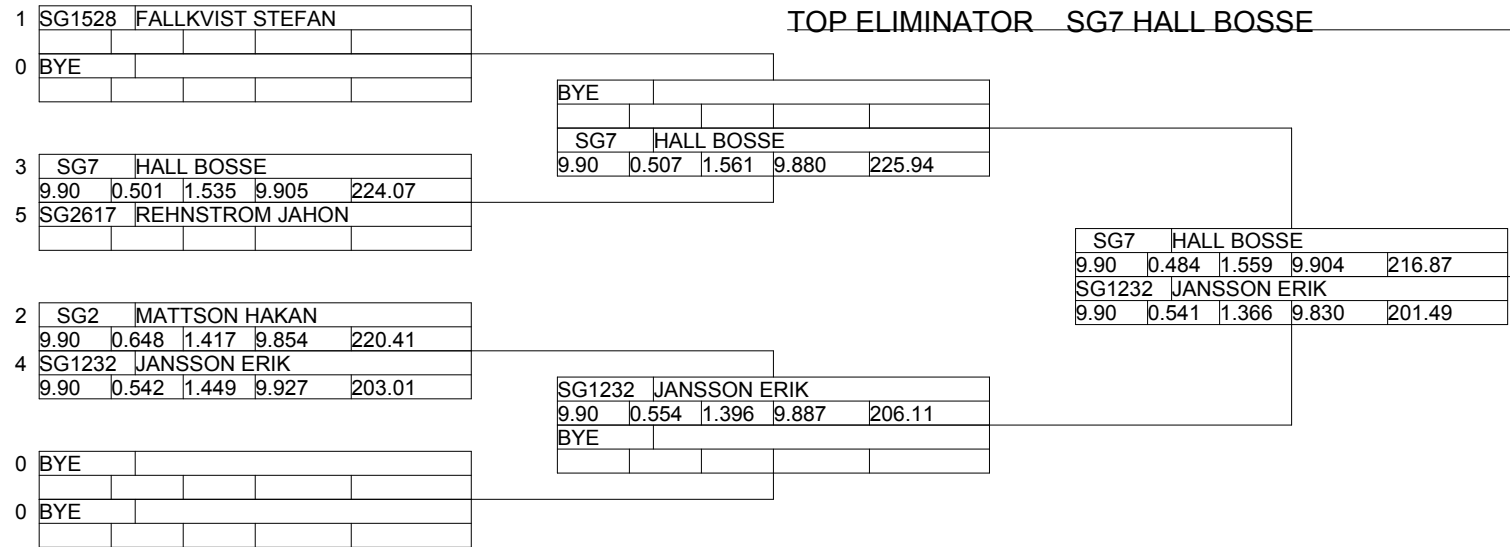 TOP ELIMINATOR SG7 HALL BOSSE
1 SG1528 FALLKVIST STEFAN
0 BYE
3 SG7 HALL BOSSE
9.90 0.501 1.535 9.905 224.07
5 SG2617 REHNSTROM JAHON
2 SG2 MATTSON HAKAN
9.90 0.648 1.417 9.854 220.41
4 SG1232 JANSSON ERIK
9.90 0.542 1.449 9.927 203.01
0 BYE
0 BYE
BYE
SG7 HALL BOSSE
9.90 0.507 1.561 9.880 225.94
SG1232 JANSSON ERIK
9.90 0.554 1.396 9.887 206.11
BYE
SG7 HALL BOSSE
9.90 0.484 1.559 9.904 216.87
SG1232 JANSSON ERIK
9.90 0.541 1.366 9.830 201.49